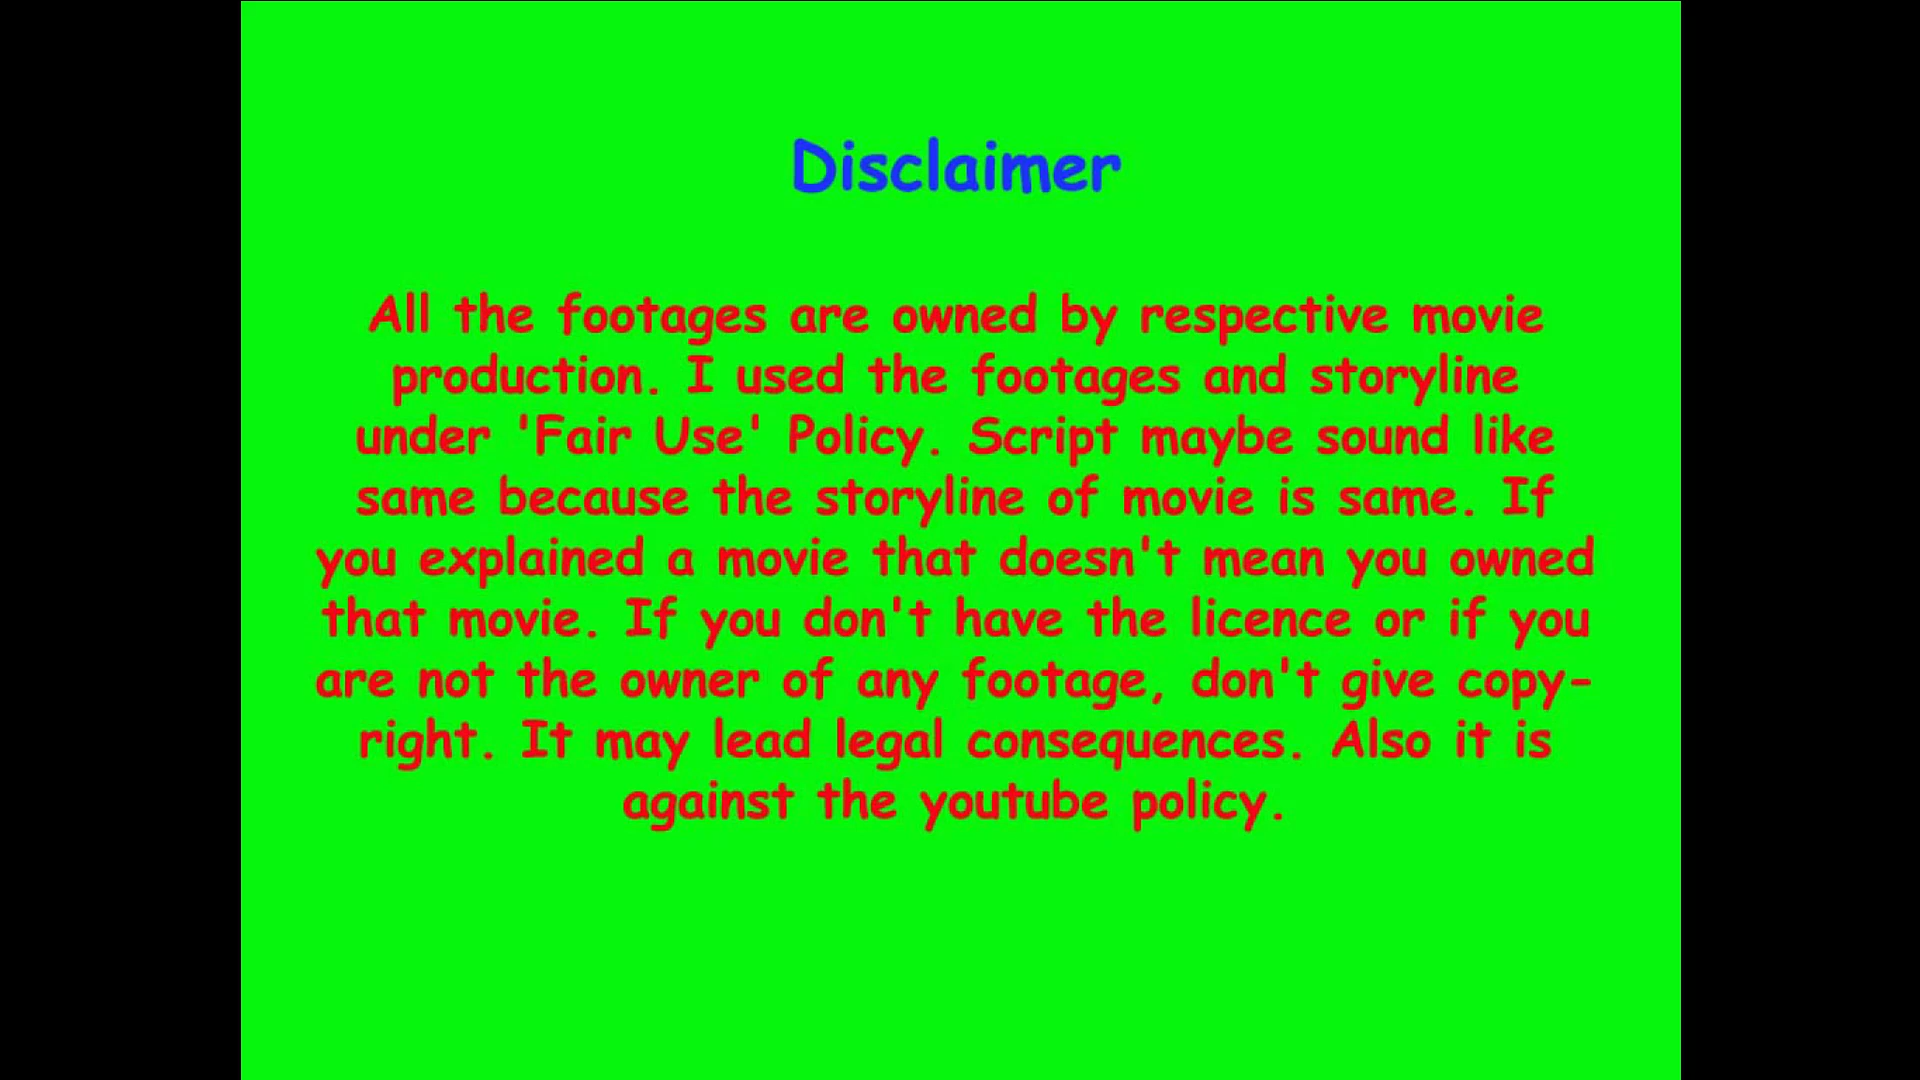 Disclaimer
All the footages are owned by respective movie
production. I used the footages and storyline
under 'Fair Use' Policy. Script maybe sound like
same because the storyline of movie is same. If
you explained a movie that doesn't mean you owned
that movie. If you don't have the licence or if you
are not the owner of any footage, don't give copy-
right. It may lead legal consequences. Also it is
against the youtube policy.